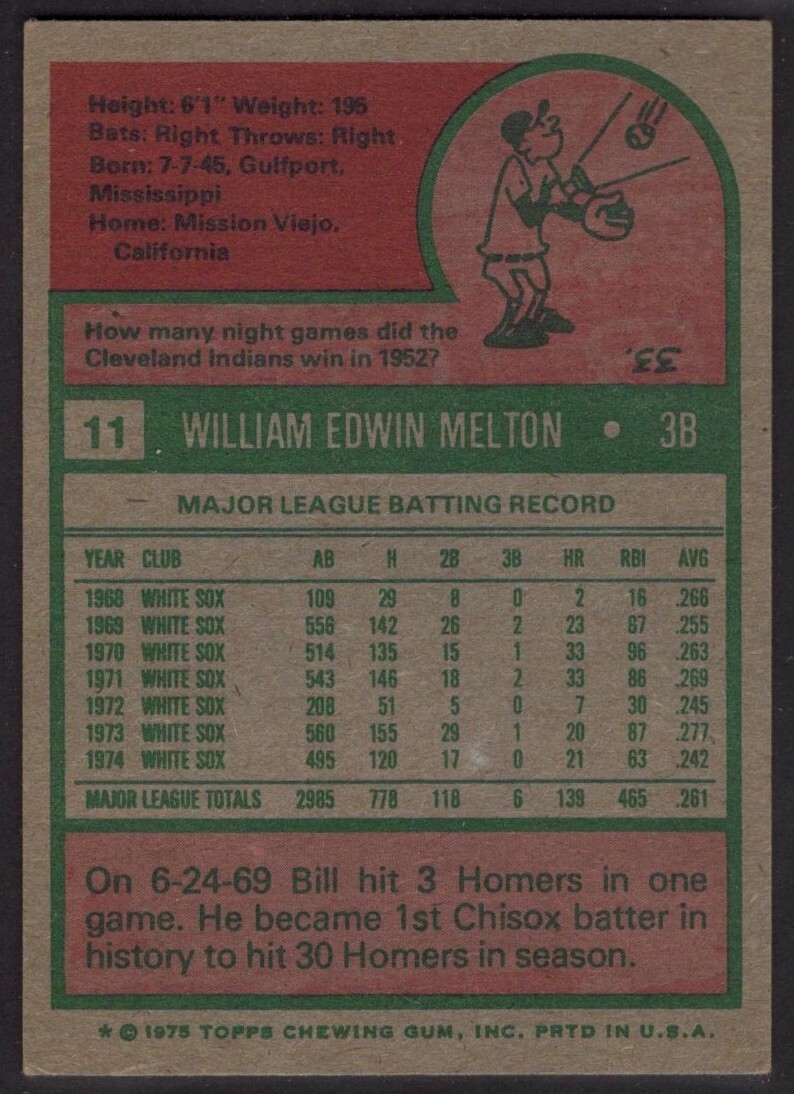 Height: 6'1" Weight: 195
Bats: Right Throws: Right
Born: 7-7-45, Gulfport,
Mississippi
Home: Mission Viejo,
California
How many night games did the
Cleveland Indians win in 1952?
33.
11 WILLIAM EDWIN MELTON • 3B
MAJOR LEAGUE BATTING RECORD
YEAR CLUB AB H 2B 3B HR RBI AVG
1968 WHITE SOX 109 29 8 0 2 16 .266
1969 WHITE SOX 556 142 26 2 23 87 .255
1970 WHITE SOX 514 135 15 1 33 96 .263
1971 WHITE SOX 543 146 18 2 33 86 .269
1972 WHITE SOX 208 51 5 0 7 30 .245
1973 WHITE SOX 560 155 29 1 20 87 .277
1974 WHITE SOX 495 120 17 0 21 63 .242
MAJOR LEAGUE TOTALS 2985 778 118 6 139 465 .261
On 6-24-69 Bill hit 3 Homers in one
game. He became 1st Chisox batter in
history to hit 30 Homers in season.
* © 1975 TOPPS CHEWING GUM, INC. PRTD IN U.S.A.